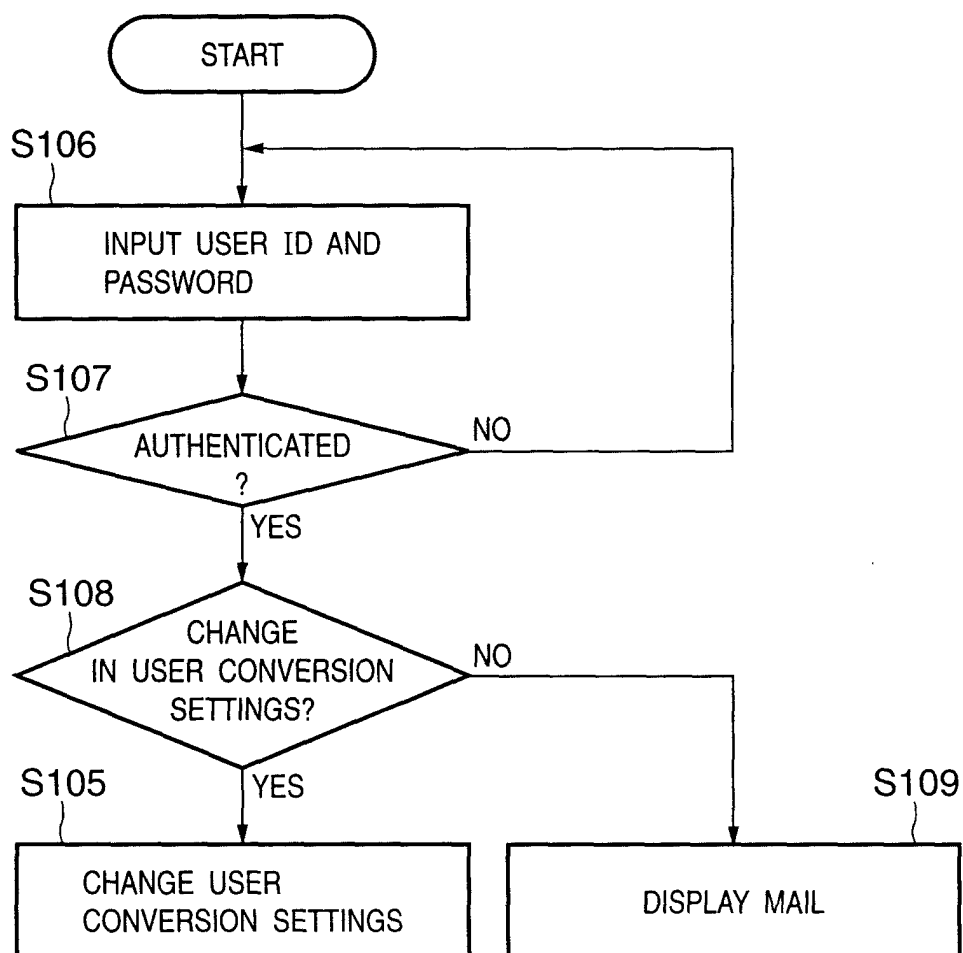 START
S106
INPUT USER ID AND
PASSWORD
S107
AUTHENTICATED
?
NO
YES
S108
CHANGE
IN USER CONVERSION
SETTINGS?
NO
YES
S105
CHANGE USER
CONVERSION SETTINGS
S109
DISPLAY MAIL